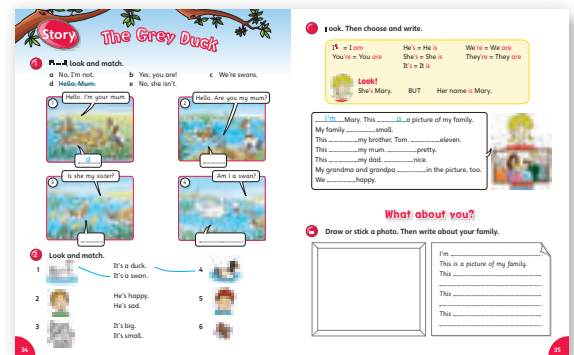 Story
The Grey Duck
1 look and match.
a No, I'm not. b Yes, you are! c We're swans.
d Hello, Mum. e No, she isn't.
1 Hello. I'm your mum.
d
2 Hello. Are you my mum?
3 Is she my sister?
4 Am I a swan?
2 Look and match.
1 It's a duck. 4
It's a swan.
2 He's happy. 5
He's sad.
3 It's big. 6
It's small.
34
ook. Then choose and write.
I'm = I am He's = He is We're = We are
You're = You are She's = She is They're = They are
It's = It is
Look!
She's Mary. BUT Her name is Mary.
I'm Mary. This is a picture of my family.
My family small.
This my brother, Tom. eleven.
This my mum. pretty.
This my dad. nice.
My grandma and grandpa in the picture, too.
We happy.
What about you?
Draw or stick a photo. Then write about your family.
I'm
This is a picture of my family.
This
This
This
35